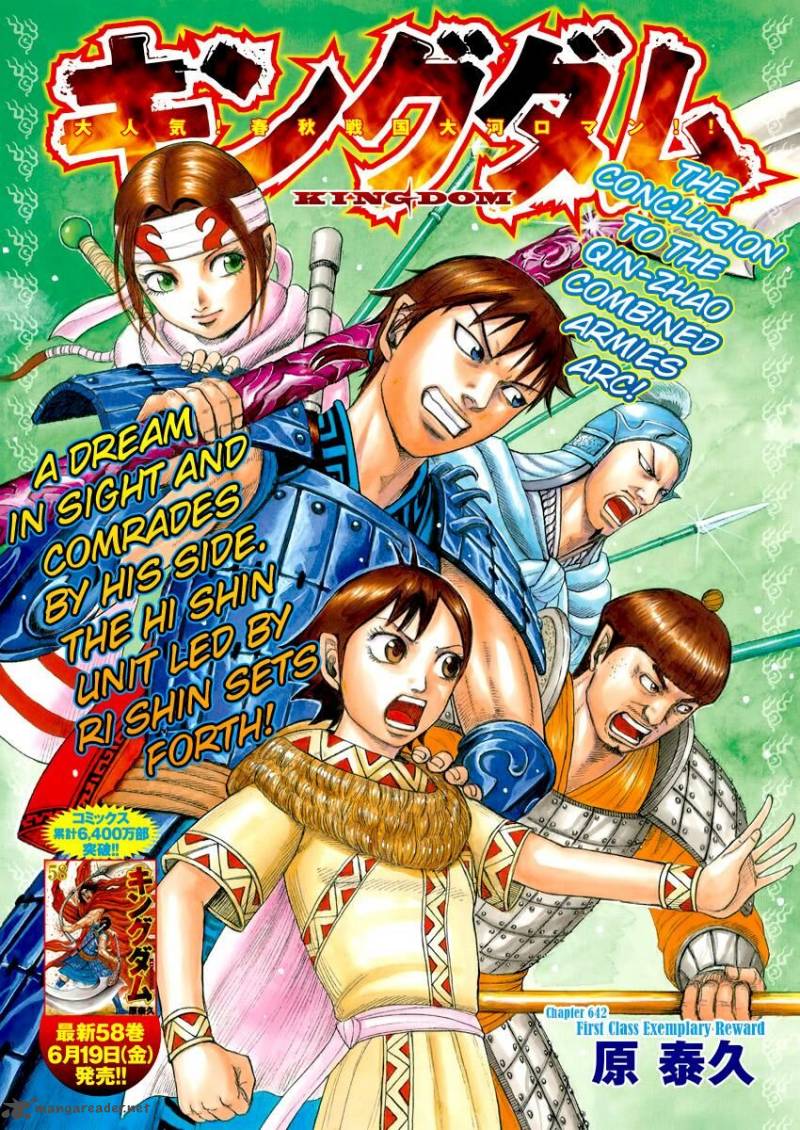 キングダム
大人気!春秋戦国大河ロマン!!
KINGDOM
THE
CONCLUSION
TO THE
QIN-ZHAO
COMBINED
ARMIES
ARC!
A DREAM
IN SIGHT AND
COMRADES
BY HIS SIDE.
THE HI SHIN
UNIT LED BY
RI SHIN SETS
FORTH!
コミックス
累計6,400万部
突破!!
58
キングダム
原泰久
最新58巻
6月19日(金)
発売!!
Chapter 642
First Class Exemplary Reward
原 泰久
mangareader.net